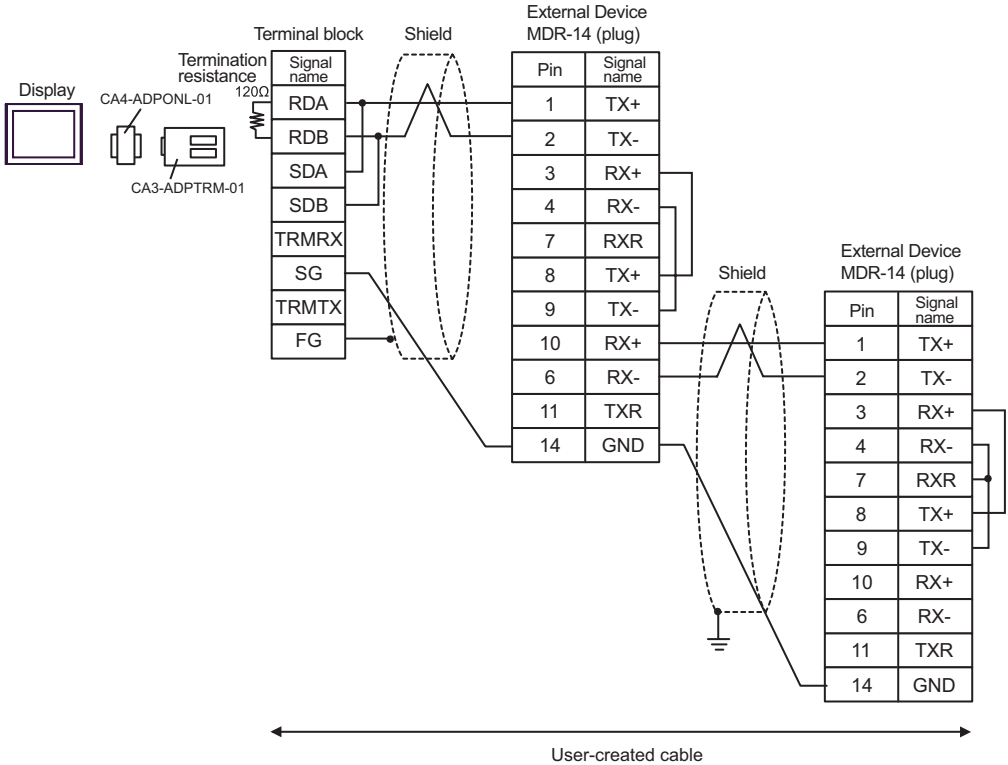 External Device
MDR-14 (plug)
Terminal block
Shield
Termination
resistance
120Ω
Display
CA4-ADPONL-01
CA3-ADPTRM-01
Signal
name
RDA
RDB
SDA
SDB
TRMRX
SG
TRMTX
FG
Pin Signal
name
1 TX+
2 TX-
3 RX+
4 RX-
7 RXR
8 TX+
9 TX-
10 RX+
6 RX-
11 TXR
14 GND
Shield
External Device
MDR-14 (plug)
Pin Signal
name
1 TX+
2 TX-
3 RX+
4 RX-
7 RXR
8 TX+
9 TX-
10 RX+
6 RX-
11 TXR
14 GND
User-created cable